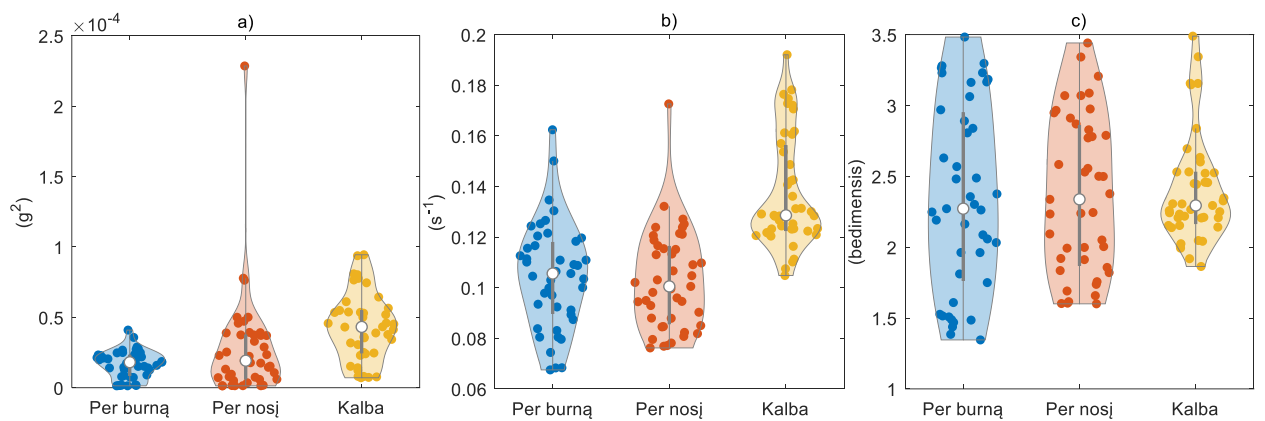 a)
×10⁻⁴
2.5
2
1.5
1
0.5
0
(g²)
Per burną
Per nosį
Kalba
b)
0.2
0.18
0.16
0.14
0.12
0.1
0.08
0.06
(s⁻¹)
Per burną
Per nosį
Kalba
c)
3.5
3
2.5
2
1.5
1
(bedimensis)
Per burną
Per nosį
Kalba